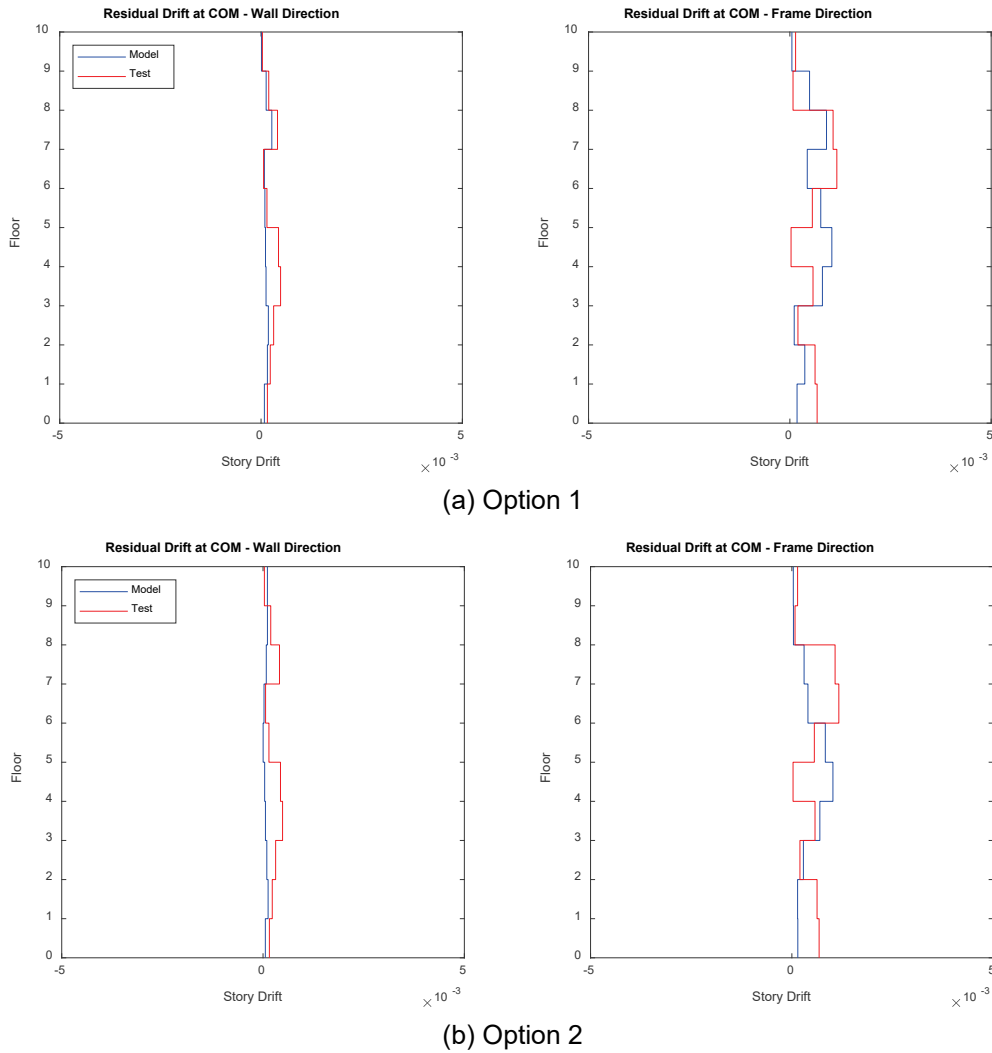 Residual Drift at COM - Wall Direction
10
9
8
7
6
5
4
3
2
1
0
Floor
Model
Test
-5
0
5
Story Drift
× 10 -3
Residual Drift at COM - Frame Direction
10
9
8
7
6
5
4
3
2
1
0
Floor
-5
0
5
Story Drift
× 10 -3
(a) Option 1
Residual Drift at COM - Wall Direction
10
9
8
7
6
5
4
3
2
1
0
Floor
Model
Test
-5
0
5
Story Drift
× 10 -3
Residual Drift at COM - Frame Direction
10
9
8
7
6
5
4
3
2
1
0
Floor
-5
0
5
Story Drift
× 10 -3
(b) Option 2